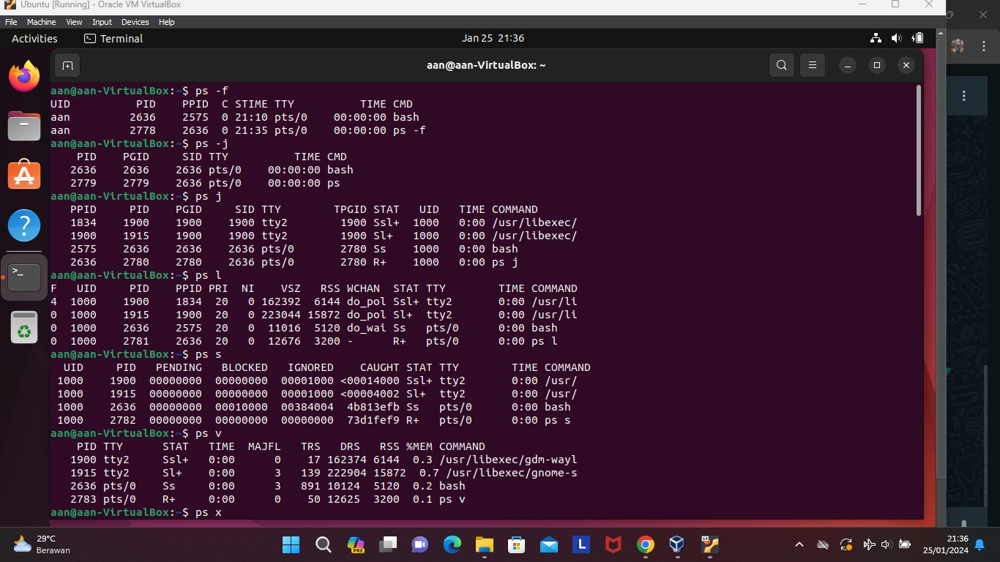 Ubuntu [Running] - Oracle VM VirtualBox
File Machine View Input Devices Help
Activities Terminal Jan 25 21:36
aan@aan-VirtualBox: ~
aan@aan-VirtualBox:~$ ps -f
UID PID PPID C STIME TTY TIME CMD
aan 2636 2575 0 21:10 pts/0 00:00:00 bash
aan 2778 2636 0 21:35 pts/0 00:00:00 ps -f
aan@aan-VirtualBox:~$ ps -j
PID PGID SID TTY TIME CMD
2636 2636 2636 pts/0 00:00:00 bash
2779 2779 2636 pts/0 00:00:00 ps
aan@aan-VirtualBox:~$ ps j
PPID PID PGID SID TTY TPGID STAT UID TIME COMMAND
1834 1900 1900 1900 tty2 1900 Ssl+ 1000 0:00 /usr/libexec/
1900 1915 1900 1900 tty2 1900 Sl+ 1000 0:00 /usr/libexec/
2575 2636 2636 2636 pts/0 2780 Ss 1000 0:00 bash
2636 2780 2780 2636 pts/0 2780 R+ 1000 0:00 ps j
aan@aan-VirtualBox:~$ ps l
F UID PID PPID PRI NI VSZ RSS WCHAN STAT TTY TIME COMMAND
4 1000 1900 1834 20 0 162392 6144 do_pol Ssl+ tty2 0:00 /usr/li
0 1000 1915 1900 20 0 223044 15872 do_pol Sl+ tty2 0:00 /usr/li
0 1000 2636 2575 20 0 11016 5120 do_wai Ss pts/0 0:00 bash
0 1000 2781 2636 20 0 12676 3200 - R+ pts/0 0:00 ps l
aan@aan-VirtualBox:~$ ps s
UID PID PENDING BLOCKED IGNORED CAUGHT STAT TTY TIME COMMAND
1000 1900 00000000 00000000 00001000 <00014000 Ssl+ tty2 0:00 /usr/
1000 1915 00000000 00000000 00001000 <00004002 Sl+ tty2 0:00 /usr/
1000 2636 00000000 00010000 00384004 4b813efb Ss pts/0 0:00 bash
1000 2782 00000000 00000000 00000000 73d1fef9 R+ pts/0 0:00 ps s
aan@aan-VirtualBox:~$ ps v
PID TTY STAT TIME MAJFL TRS DRS RSS %MEM COMMAND
1900 tty2 Ssl+ 0:00 0 17 162374 6144 0.3 /usr/libexec/gdm-wayl
1915 tty2 Sl+ 0:00 3 139 222904 15872 0.7 /usr/libexec/gnome-s
2636 pts/0 Ss 0:00 3 891 10124 5120 0.2 bash
2783 pts/0 R+ 0:00 0 50 12625 3200 0.1 ps v
aan@aan-VirtualBox:~$ ps x
29°C
Berawan
PRE
L
64
21:36
25/01/2024